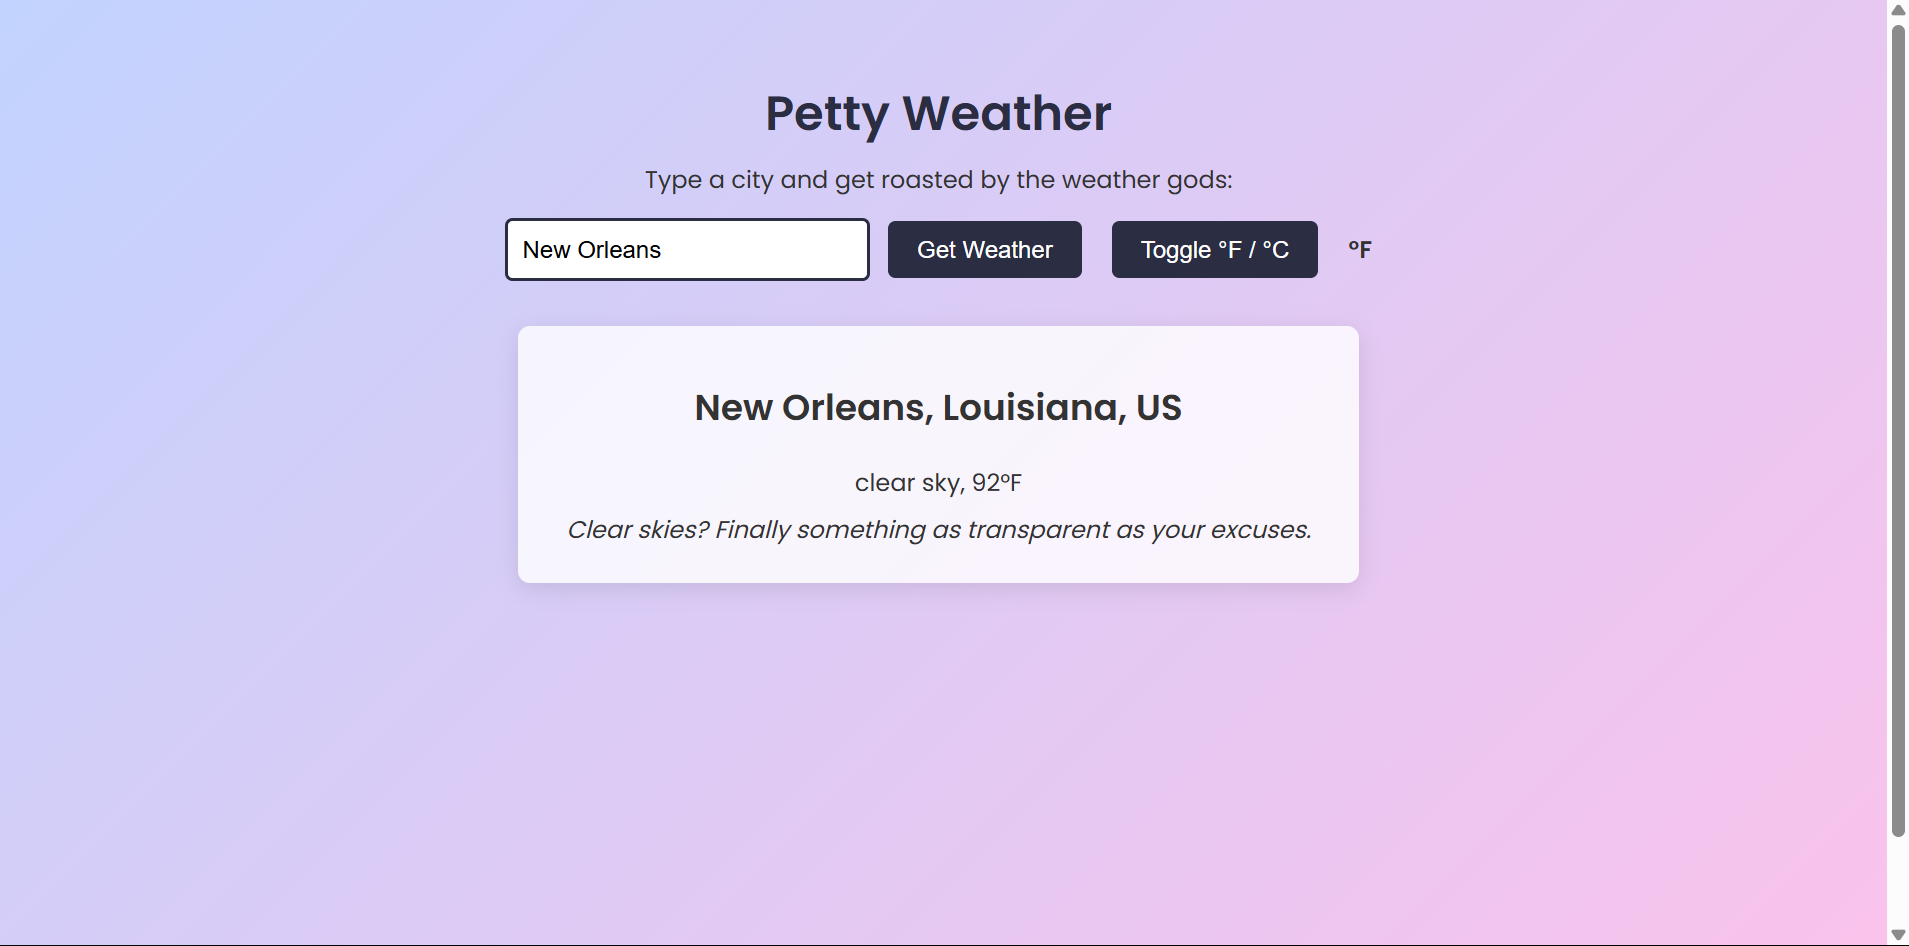 Petty Weather
Type a city and get roasted by the weather gods:
New Orleans
Get Weather
Toggle °F / °C
°F
New Orleans, Louisiana, US
clear sky, 92°F
Clear skies? Finally something as transparent as your excuses.